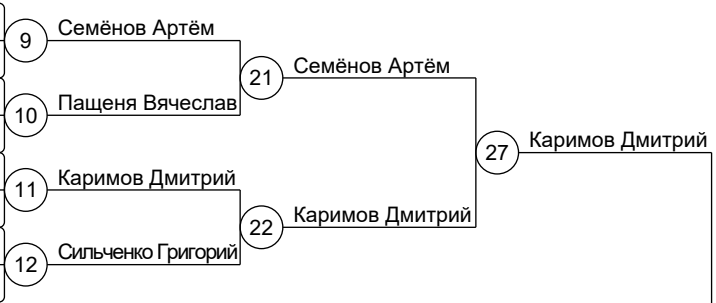 9 Семёнов Артём
21 Семёнов Артём
10 Пащеня Вячеслав
27 Каримов Дмитрий
11 Каримов Дмитрий
22 Каримов Дмитрий
12 Сильченко Григорий